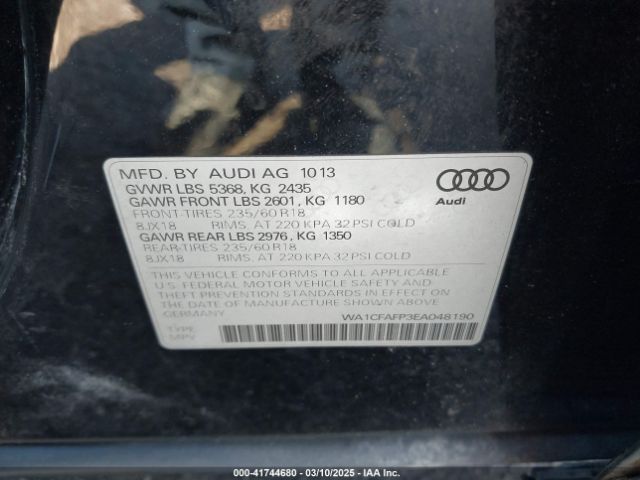 MFD. BY AUDI AG 1013
GVWR LBS 5368, KG 2435
GAWR FRONT LBS 2601, KG 1180
FRONT-TIRES 235/60 R18
8JX18 RIMS, AT 220 KPA 32 PSI COLD
GAWR REAR LBS 2976, KG 1350
REAR-TIRES 235/60 R18
8JX18 RIMS, AT 220 KPA 32 PSI COLD
THIS VEHICLE CONFORMS TO ALL APPLICABLE
U.S. FEDERAL MOTOR VEHICLE SAFETY AND
THEFT PREVENTION STANDARDS IN EFFECT ON
THE DATE OF MANUFACTURE SHOWN ABOVE
GERMANY
WA1CFAFP3EA048190
TYPE
MPV
Audi
000-41744680 - 03/10/2025 - IAA Inc.